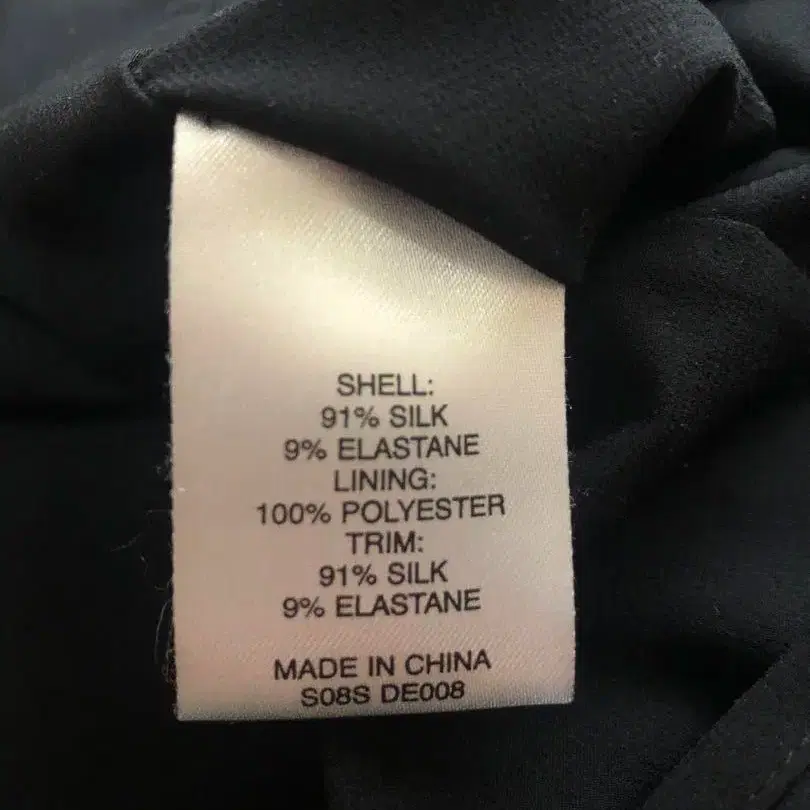 SHELL:
91% SILK
9% ELASTANE
LINING:
100% POLYESTER
TRIM:
91% SILK
9% ELASTANE
MADE IN CHINA
S08S DE008